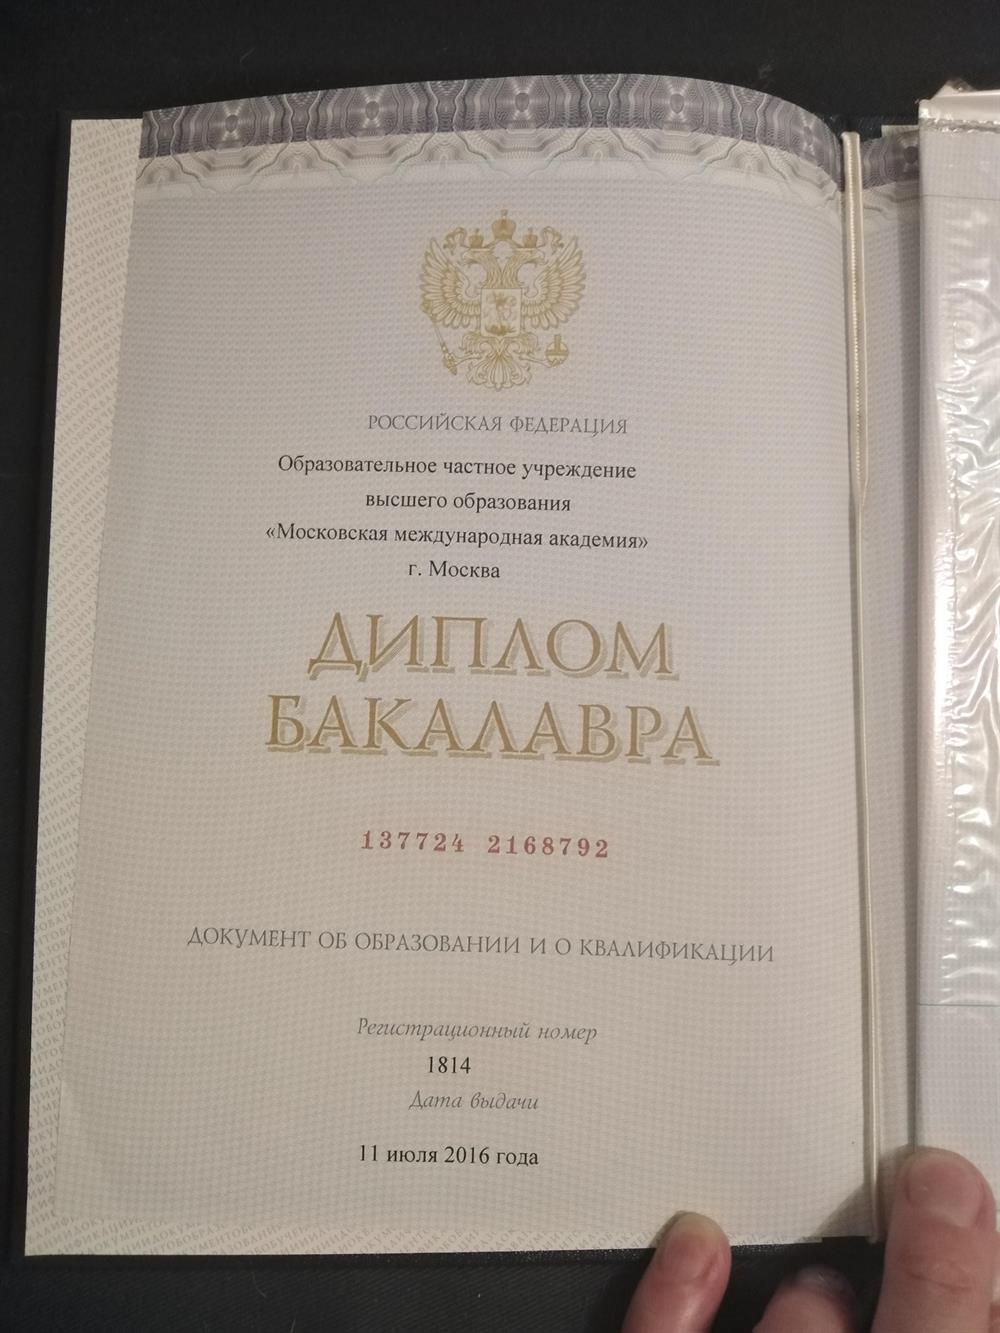 РОССИЙСКАЯ ФЕДЕРАЦИЯ
Образовательное частное учреждение
высшего образования
«Московская международная академия»
г. Москва
ДИПЛОМ
БАКАЛАВРА
137724 2168792
ДОКУМЕНТ ОБ ОБРАЗОВАНИИ И О КВАЛИФИКАЦИИ
Регистрационный номер
1814
Дата выдачи
11 июля 2016 года